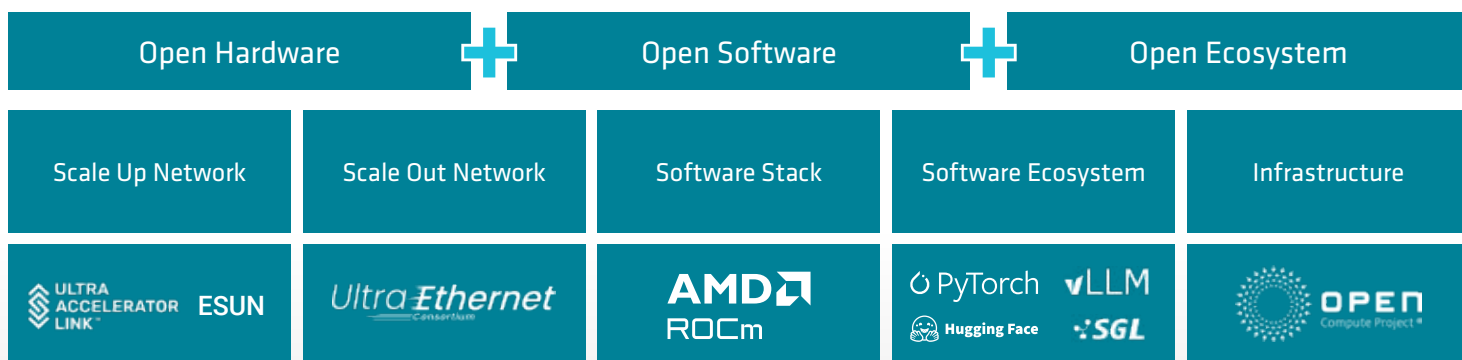 Open Hardware
Open Software
Open Ecosystem
Scale Up Network
Scale Out Network
Software Stack
Software Ecosystem
Infrastructure
ULTRA
ACCELERATOR
LINK™
ESUN
Ultra Ethernet
Consortium
AMD
ROCm
PyTorch
vLLM
Hugging Face
SGL
OPEN
Compute Project ®